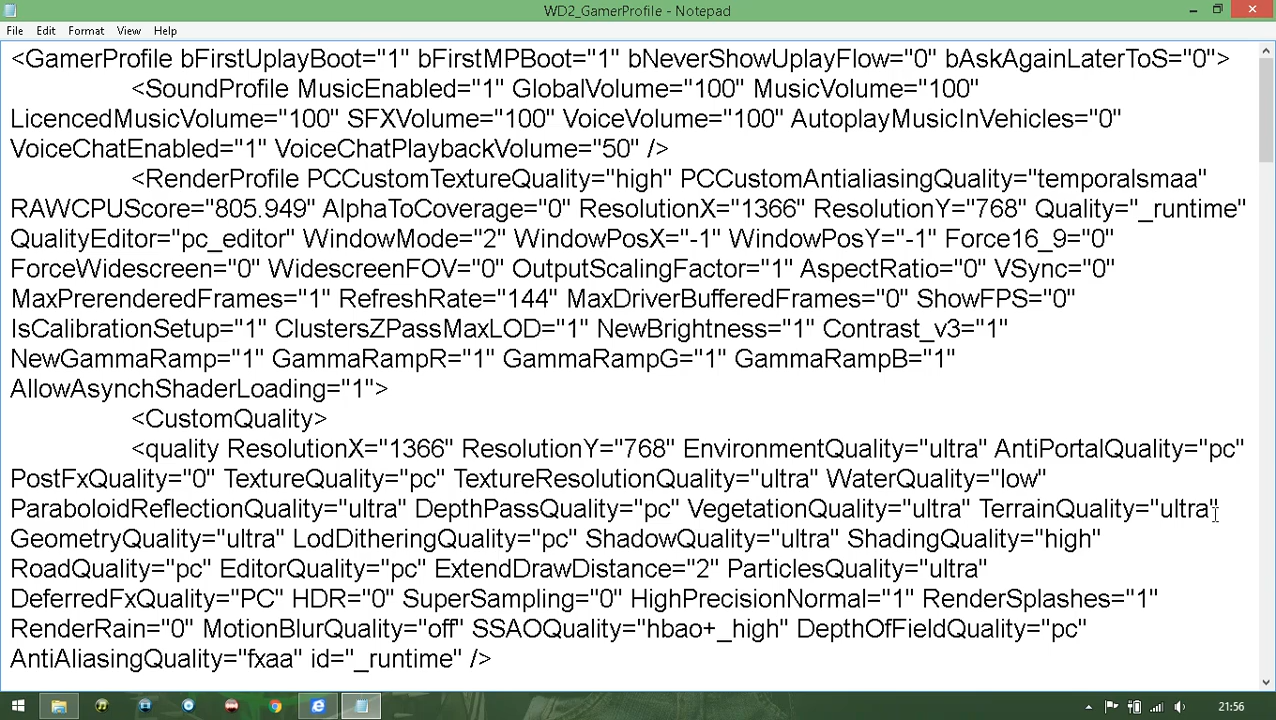 WD2_GamerProfile - Notepad
File Edit Format View Help
<GamerProfile bFirstUplayBoot="1" bFirstMPBoot="1" bNeverShowUplayFlow="0" bAskAgainLaterToS="0">
<SoundProfile MusicEnabled="1" GlobalVolume="100" MusicVolume="100"
LicencedMusicVolume="100" SFXVolume="100" VoiceVolume="100" AutoplayMusicInVehicles="0"
VoiceChatEnabled="1" VoiceChatPlaybackVolume="50" />
<RenderProfile PCCustomTextureQuality="high" PCCustomAntialiasingQuality="temporalsmaa"
RAWCPUScore="805.949" AlphaToCoverage="0" ResolutionX="1366" ResolutionY="768" Quality="_runtime"
QualityEditor="pc_editor" WindowMode="2" WindowPosX="-1" WindowPosY="-1" Force16_9="0"
ForceWidescreen="0" WidescreenFOV="0" OutputScalingFactor="1" AspectRatio="0" VSync="0"
MaxPrerenderedFrames="1" RefreshRate="144" MaxDriverBufferedFrames="0" ShowFPS="0"
IsCalibrationSetup="1" ClustersZPassMaxLOD="1" NewBrightness="1" Contrast_v3="1"
NewGammaRamp="1" GammaRampR="1" GammaRampG="1" GammaRampB="1"
AllowAsynchShaderLoading="1">
<CustomQuality>
<quality ResolutionX="1366" ResolutionY="768" EnvironmentQuality="ultra" AntiPortalQuality="pc"
PostFxQuality="0" TextureQuality="pc" TextureResolutionQuality="ultra" WaterQuality="low"
ParaboloidReflectionQuality="ultra" DepthPassQuality="pc" VegetationQuality="ultra" TerrainQuality="ultra"
GeometryQuality="ultra" LodDitheringQuality="pc" ShadowQuality="ultra" ShadingQuality="high"
RoadQuality="pc" EditorQuality="pc" ExtendDrawDistance="2" ParticlesQuality="ultra"
DeferredFxQuality="PC" HDR="0" SuperSampling="0" HighPrecisionNormal="1" RenderSplashes="1"
RenderRain="0" MotionBlurQuality="off" SSAOQuality="hbao+_high" DepthOfFieldQuality="pc"
AntiAliasingQuality="fxaa" id="_runtime" />
21:56